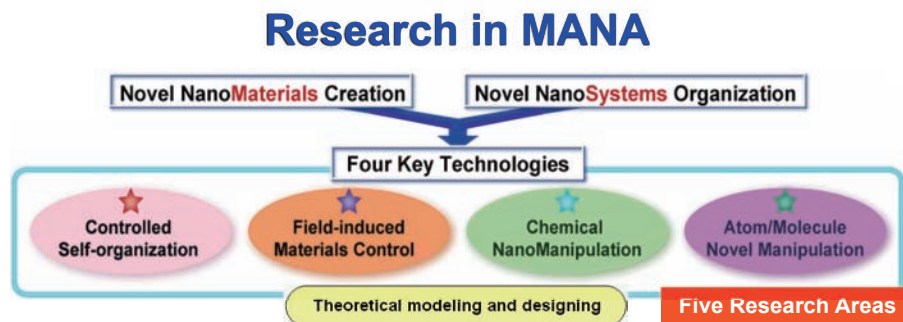 Research in MANA
Novel NanoMaterials Creation
Novel NanoSystems Organization
Four Key Technologies
Controlled
Self-organization
Field-induced
Materials Control
Chemical
NanoManipulation
Atom/Molecule
Novel Manipulation
Theoretical modeling and designing
Five Research Areas